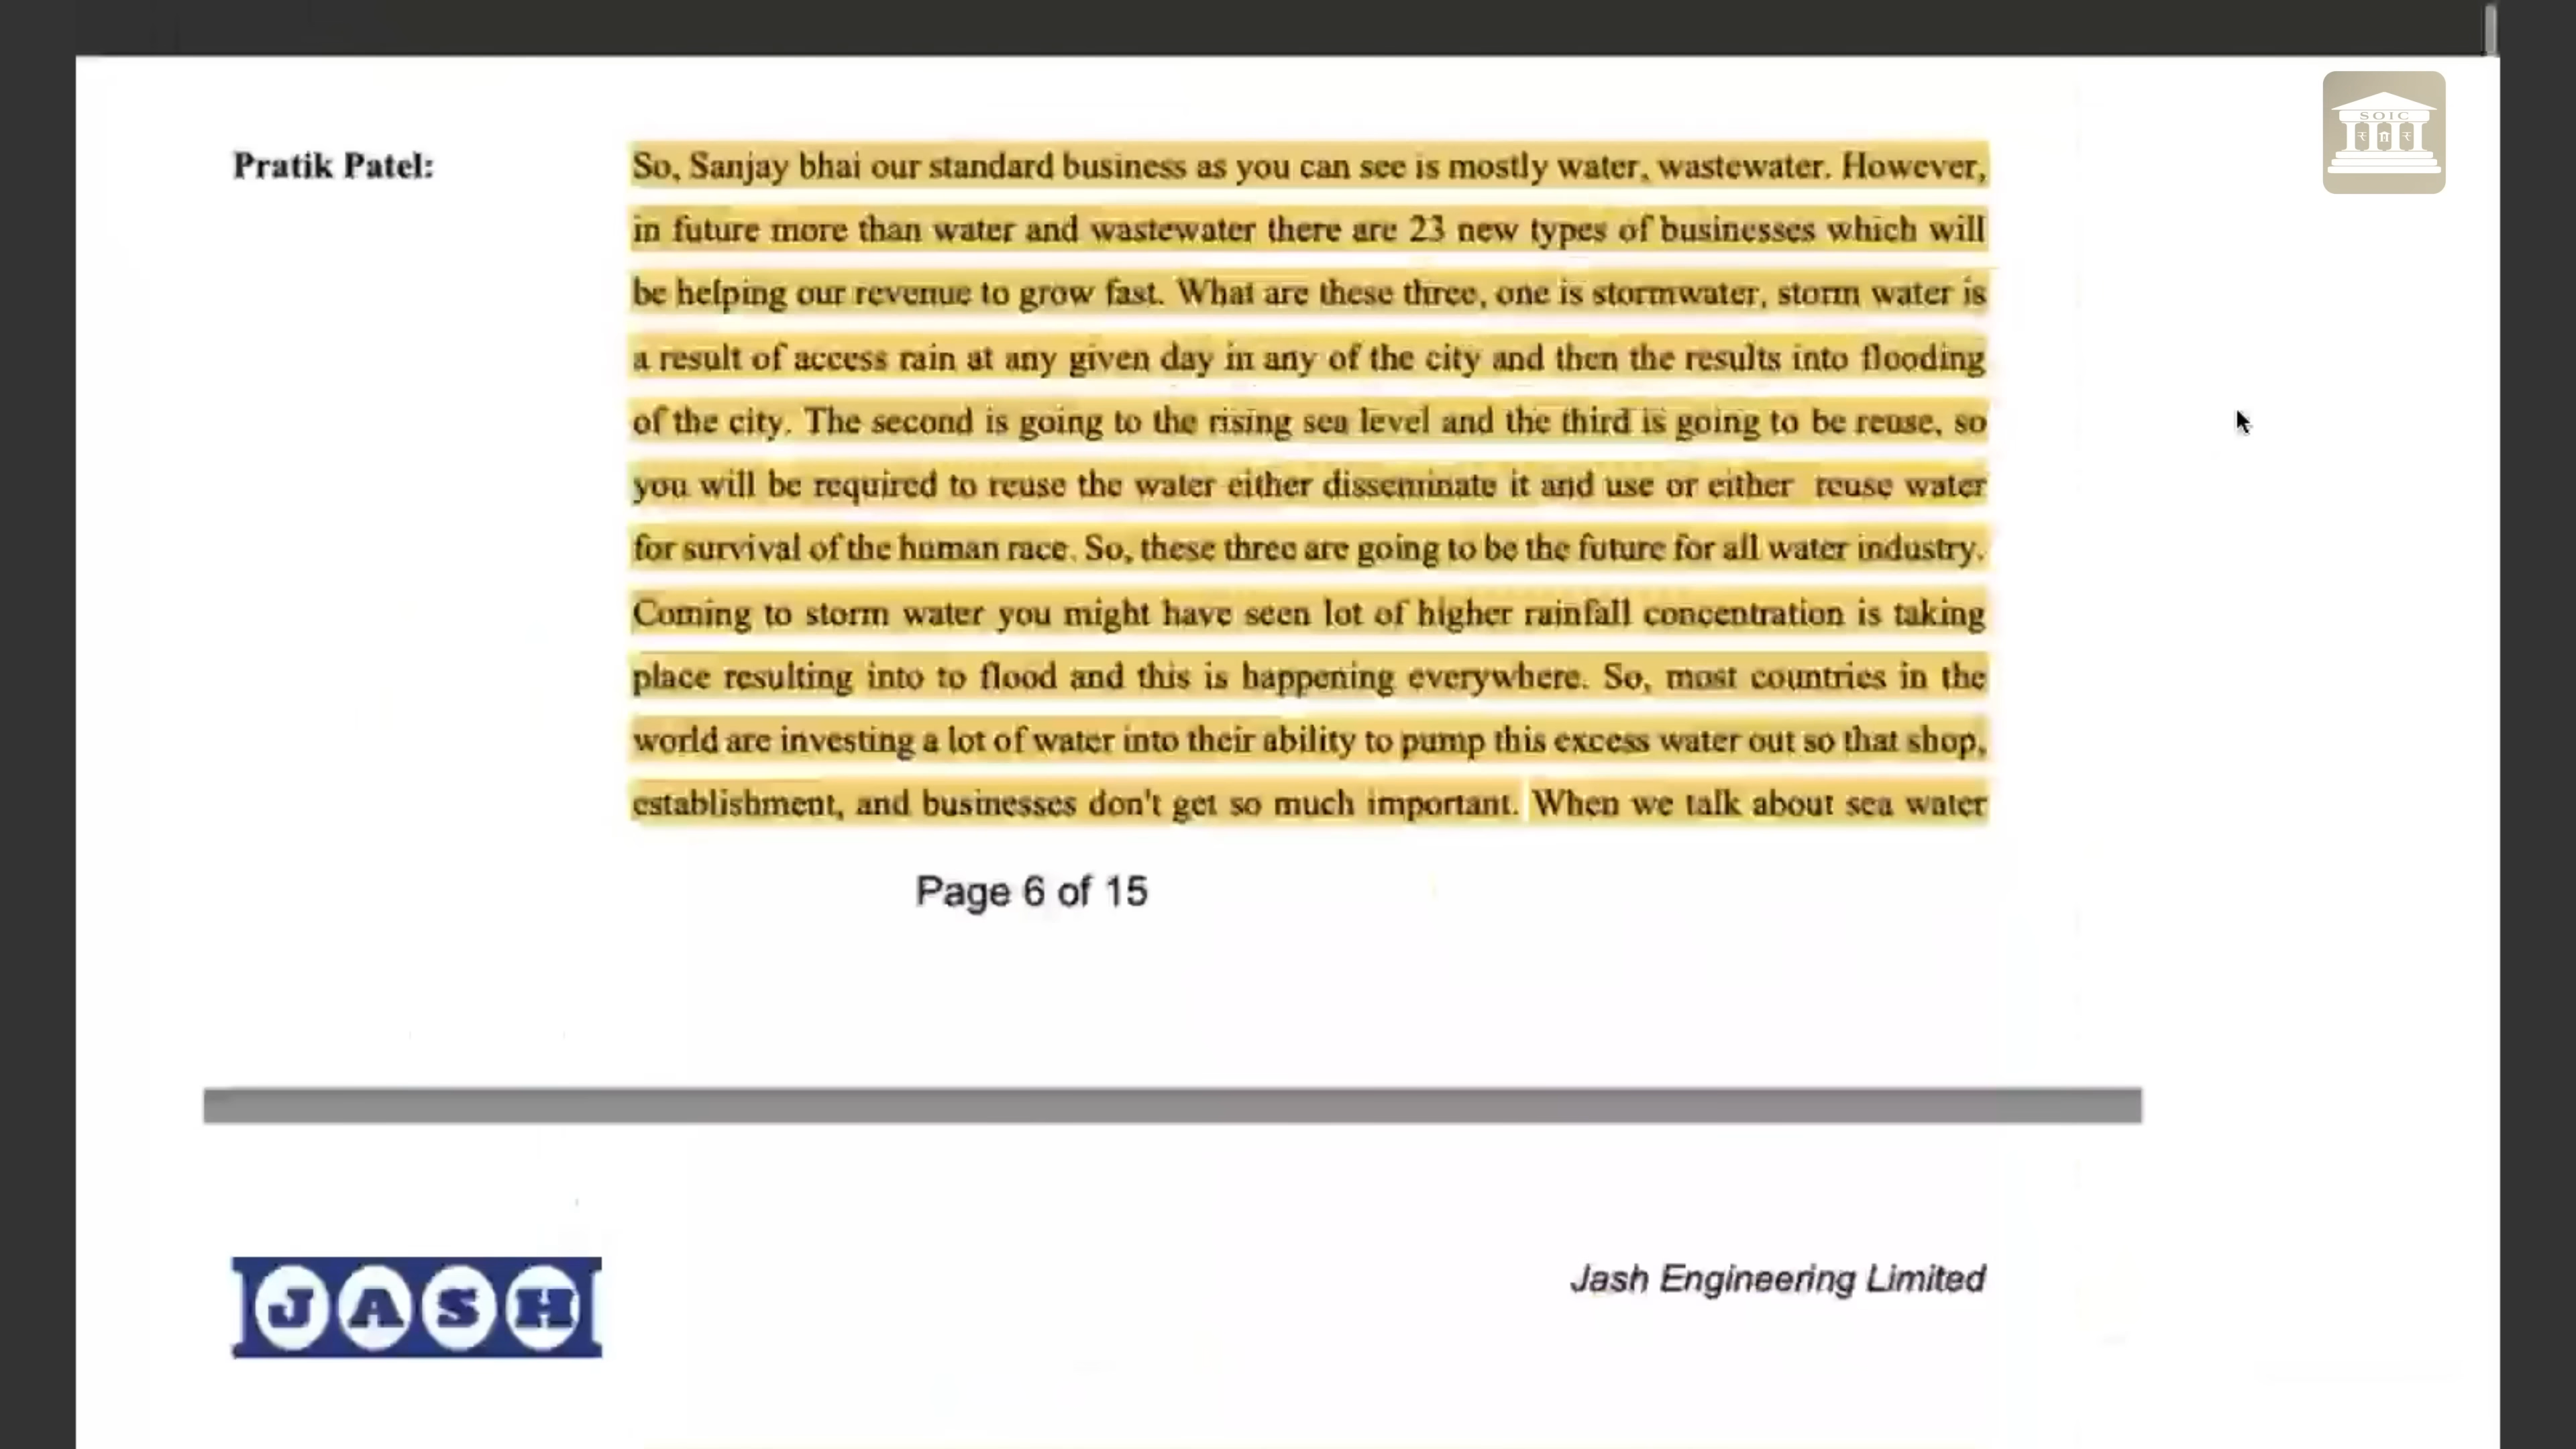 SOIC
Pratik Patel:
So, Sanjay bhai our standard business as you can see is mostly water, wastewater. However,
in future more than water and wastewater there are 23 new types of businesses which will
be helping our revenue to grow fast. What are these three, one is stormwater, storm water is
a result of access rain at any given day in any of the city and then the results into flooding
of the city. The second is going to the rising sea level and the third is going to be reuse, so
you will be required to reuse the water either disseminate it and use or either reuse water
for survival of the human race. So, these three are going to be the future for all water industry.
Coming to storm water you might have seen lot of higher rainfall concentration is taking
place resulting into to flood and this is happening everywhere. So, most countries in the
world are investing a lot of water into their ability to pump this excess water out so that shop,
establishment, and businesses don't get so much important. When we talk about sea water
Page 6 of 15
JASH
Jash Engineering Limited